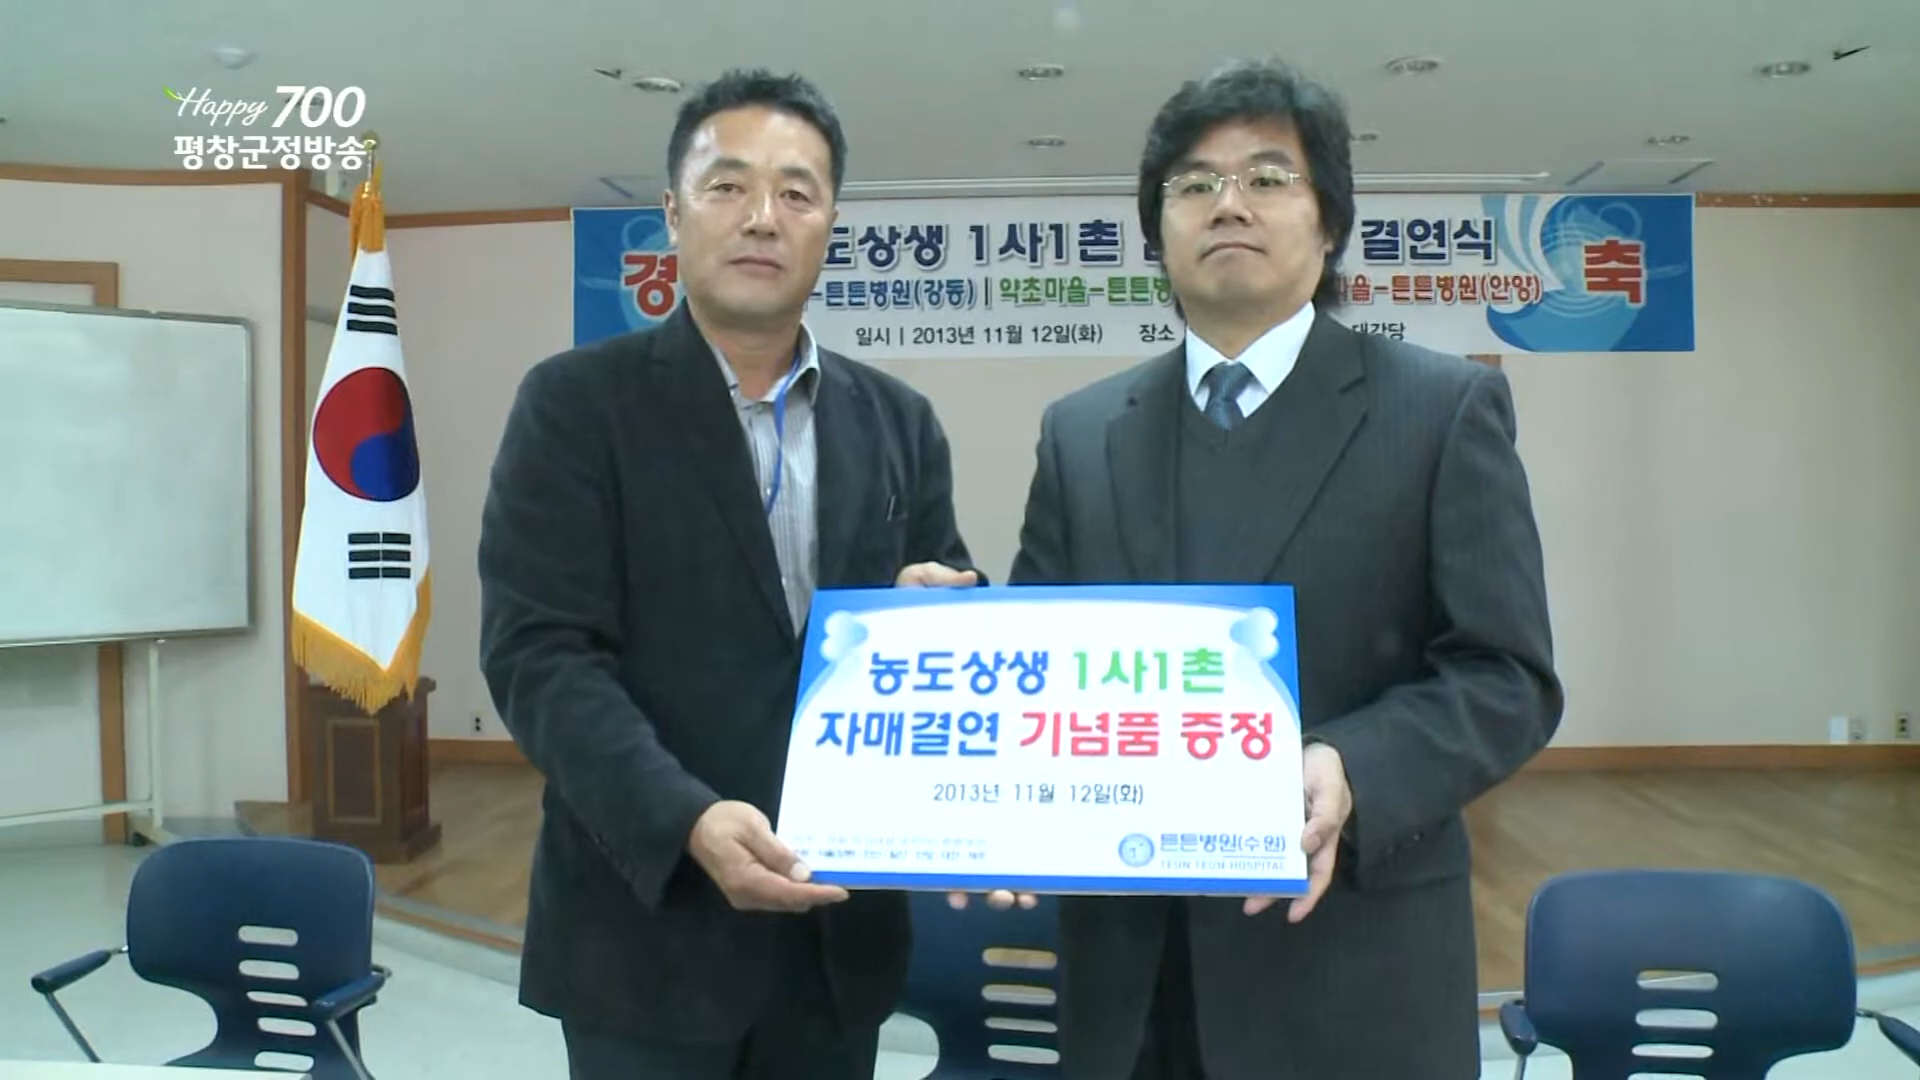 Happy 700
평창군정방송
경 도상생 1사1촌 결연식 축
-튼튼병원(강동) | 약초마을-튼튼병 마을-튼튼병원(안양)
일시 | 2013년 11월 12일(화) 장소 대강당
농도상생 1사1촌
자매결연 기념품 증정
2013년 11월 12일(화)
튼튼병원(수원)
TEUN TEUN HOSPITAL